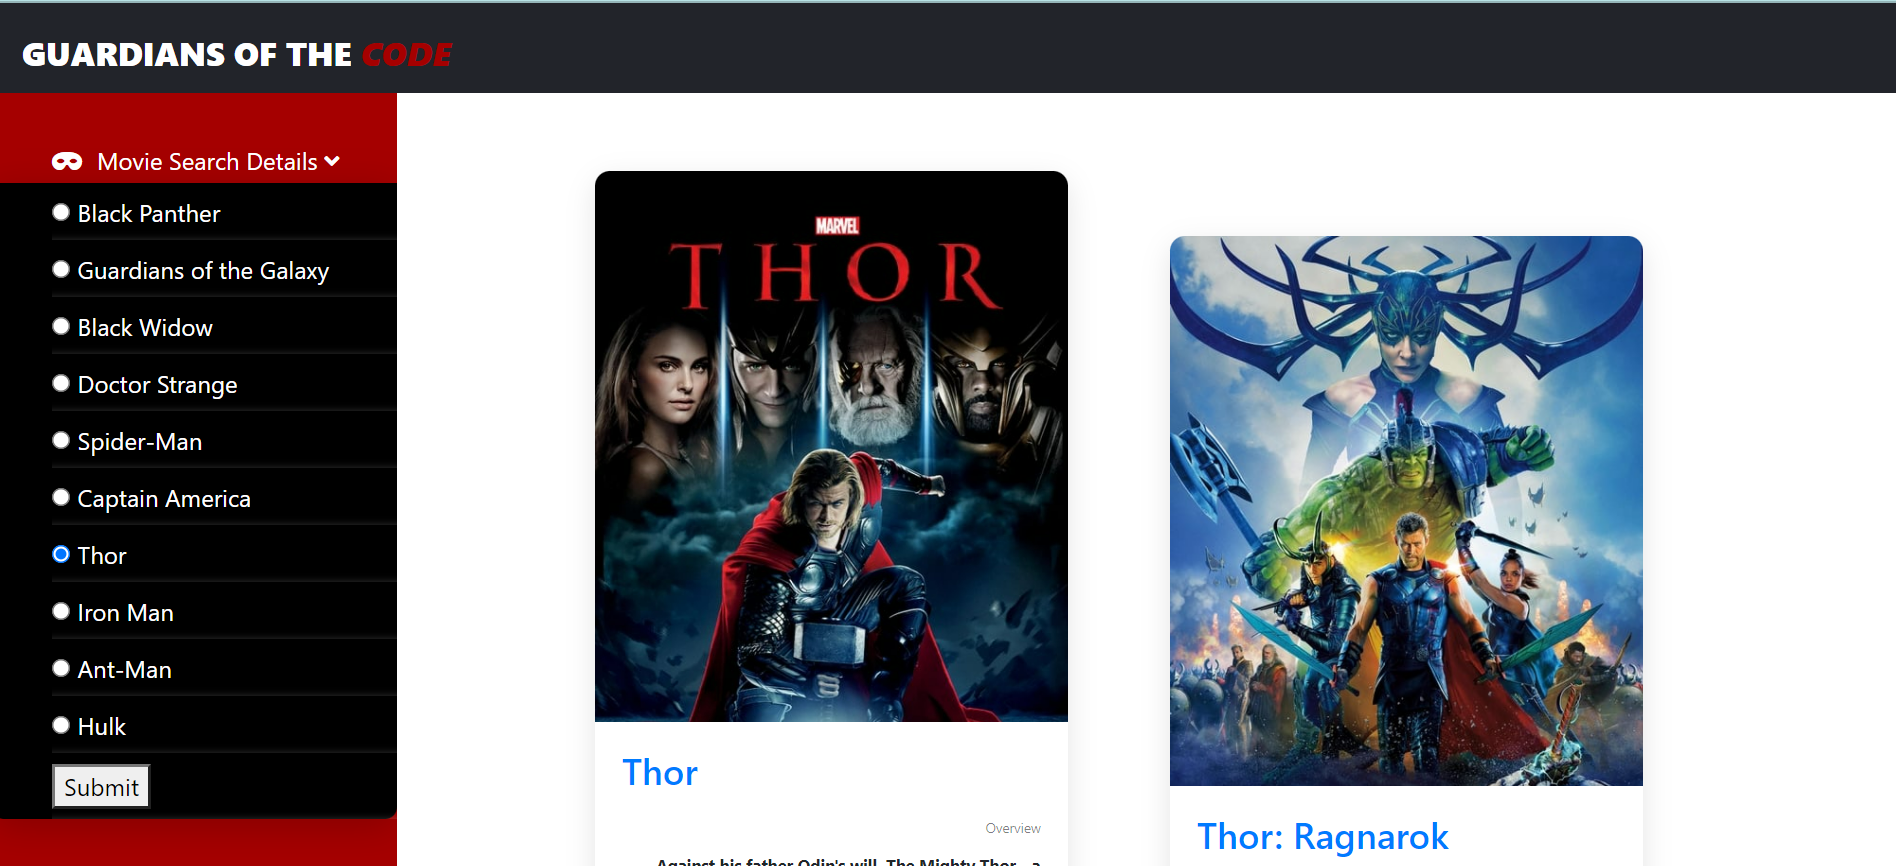 GUARDIANS OF THE CODE
Movie Search Details
Black Panther
Guardians of the Galaxy
Black Widow
Doctor Strange
Spider-Man
Captain America
Thor
Iron Man
Ant-Man
Hulk
Submit
MARVEL
THOR
Thor
Overview
Against his father Odin's will, The Mighty Thor - a
Thor: Ragnarok